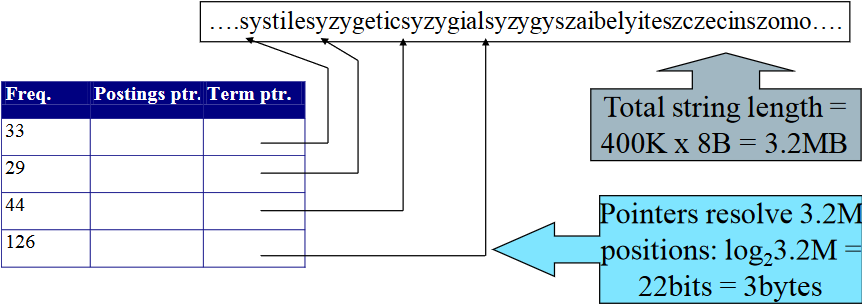 ….systilesyzygeticsyzygialsyzygyszaibelyiteszczecinszomo….
Freq. Postings ptr. Term ptr.
33
29
44
126
Total string length =
400K x 8B = 3.2MB
Pointers resolve 3.2M
positions: log₂3.2M =
22bits = 3bytes